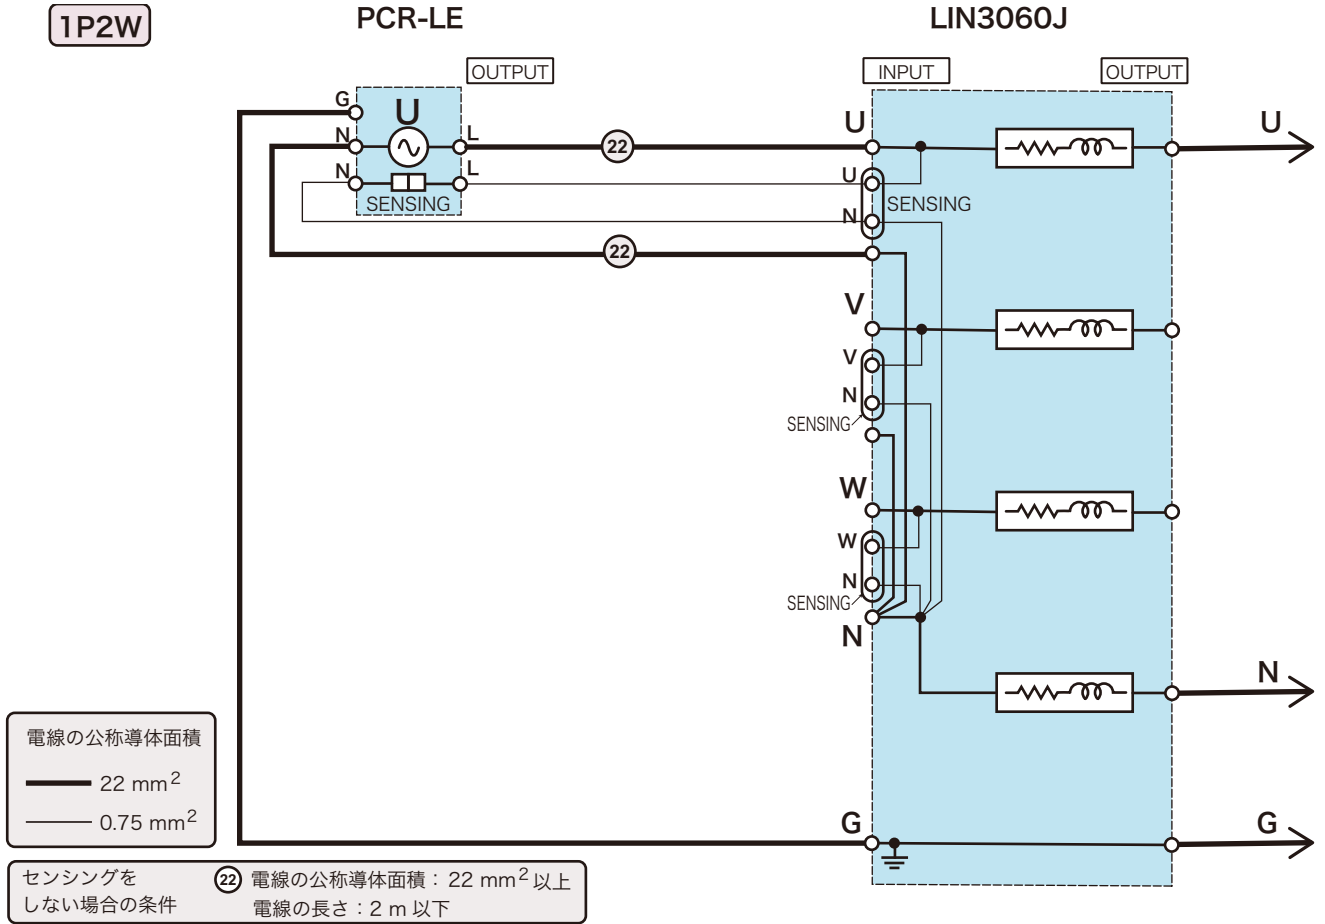 1P2W
PCR-LE
LIN3060J
OUTPUT
INPUT
OUTPUT
G
U
N
L
22
U
U
N
L
U
SENSING
N
SENSING
22
V
V
N
SENSING
W
W
N
SENSING
N
N
電線の公称導体面積
22 mm²
0.75 mm²
G
G
センシングを
しない場合の条件
22 電線の公称導体面積：22 mm²以上
電線の長さ：2 m 以下